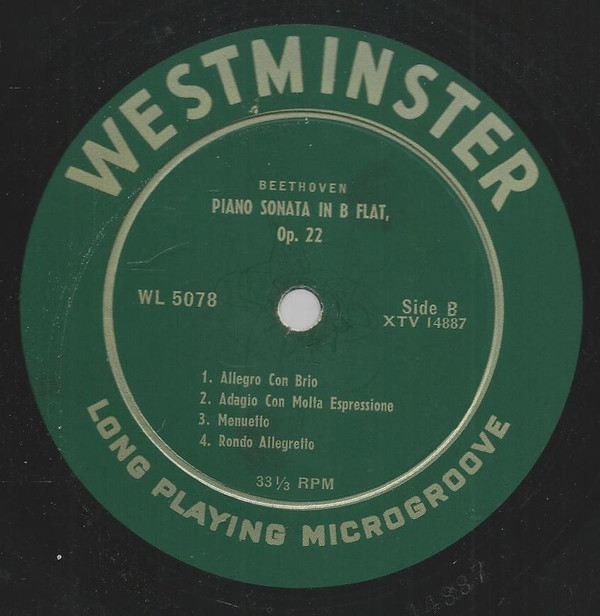 WESTMINSTER
BEETHOVEN
PIANO SONATA IN B FLAT,
Op. 22
WL 5078
Side B
XTV 14887
1. Allegro Con Brio
2. Adagio Con Molta Espressione
3. Menuetto
4. Rondo Allegretto
33 1/3 RPM
LONG PLAYING MICROGROOVE
14887